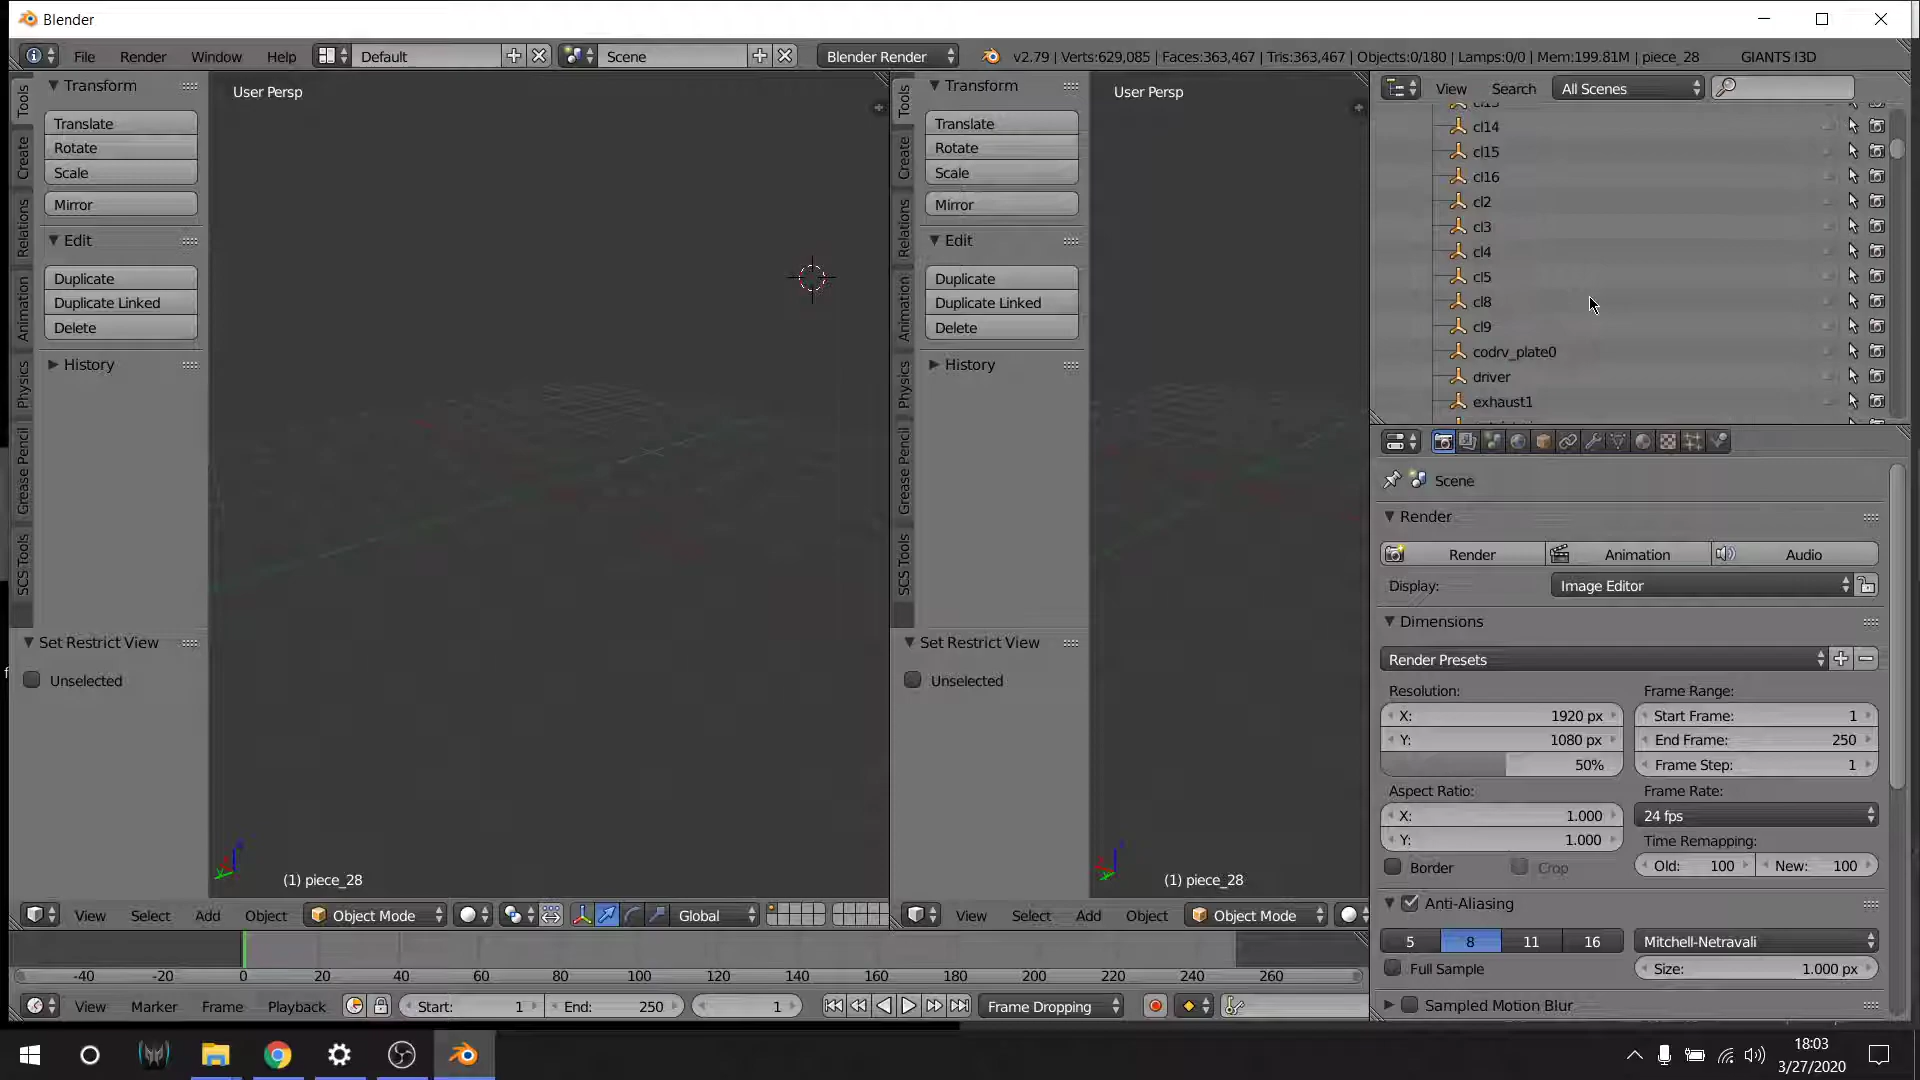 Blender
File Render Window Help Default Scene Blender Render v2.79 | Verts:629,085 | Faces:363,467 | Tris:363,467 | Objects:0/180 | Lamps:0/0 | Mem:199.81M | piece_28 GIANTS I3D
Tools
Create
Relations
Animation
Physics
Grease Pencil
SCS Tools
Transform
Translate
Rotate
Scale
Mirror
Edit
Duplicate
Duplicate Linked
Delete
History
Set Restrict View
Unselected
User Persp
(1) piece_28
View Select Add Object Object Mode Global
Tools
Create
Relations
Animation
Physics
Grease Pencil
SCS Tools
Transform
Translate
Rotate
Scale
Mirror
Edit
Duplicate
Duplicate Linked
Delete
History
Set Restrict View
Unselected
User Persp
(1) piece_28
View Select Add Object Object Mode
View Search All Scenes
cl14
cl15
cl16
cl2
cl3
cl4
cl5
cl8
cl9
codrv_plate0
driver
exhaust1
Scene
Render
Render Animation Audio
Display: Image Editor
Dimensions
Render Presets
Resolution: Frame Range:
X: 1920 px Start Frame: 1
Y: 1080 px End Frame: 250
50% Frame Step: 1
Aspect Ratio: Frame Rate:
X: 1.000 24 fps
Y: 1.000 Time Remapping:
Border Crop Old: 100 New: 100
Anti-Aliasing
5 8 11 16 Mitchell-Netravali
Full Sample Size: 1.000 px
Sampled Motion Blur
-40 -20 0 20 40 60 80 100 120 140 160 180 200 220 240 260
View Marker Frame Playback Start: 1 End: 250 1 Frame Dropping
18:03
3/27/2020